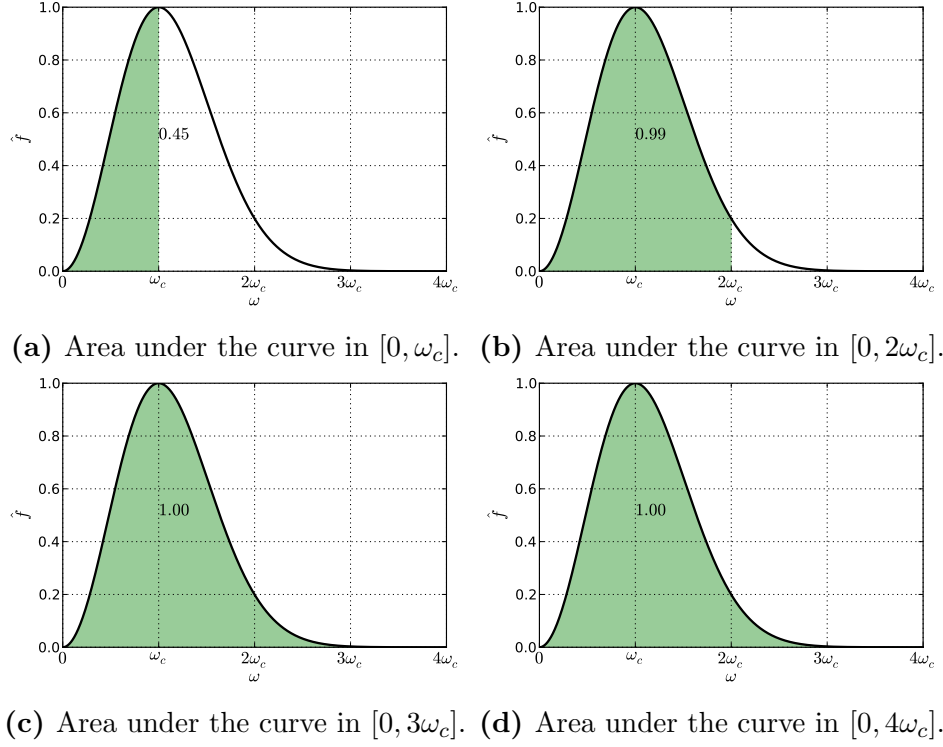 1.0 1.0
0.8 0.8
0.6 0.6
f̂ 0.45 f̂ 0.99
0.4 0.4
0.2 0.2
0.0 0.0
0 ω_c 2ω_c 3ω_c 4ω_c 0 ω_c 2ω_c 3ω_c 4ω_c
ω ω
(a) Area under the curve in [0, ω_c]. (b) Area under the curve in [0, 2ω_c].
1.0 1.0
0.8 0.8
0.6 0.6
f̂ 1.00 f̂ 1.00
0.4 0.4
0.2 0.2
0.0 0.0
0 ω_c 2ω_c 3ω_c 4ω_c 0 ω_c 2ω_c 3ω_c 4ω_c
ω ω
(c) Area under the curve in [0, 3ω_c]. (d) Area under the curve in [0, 4ω_c].